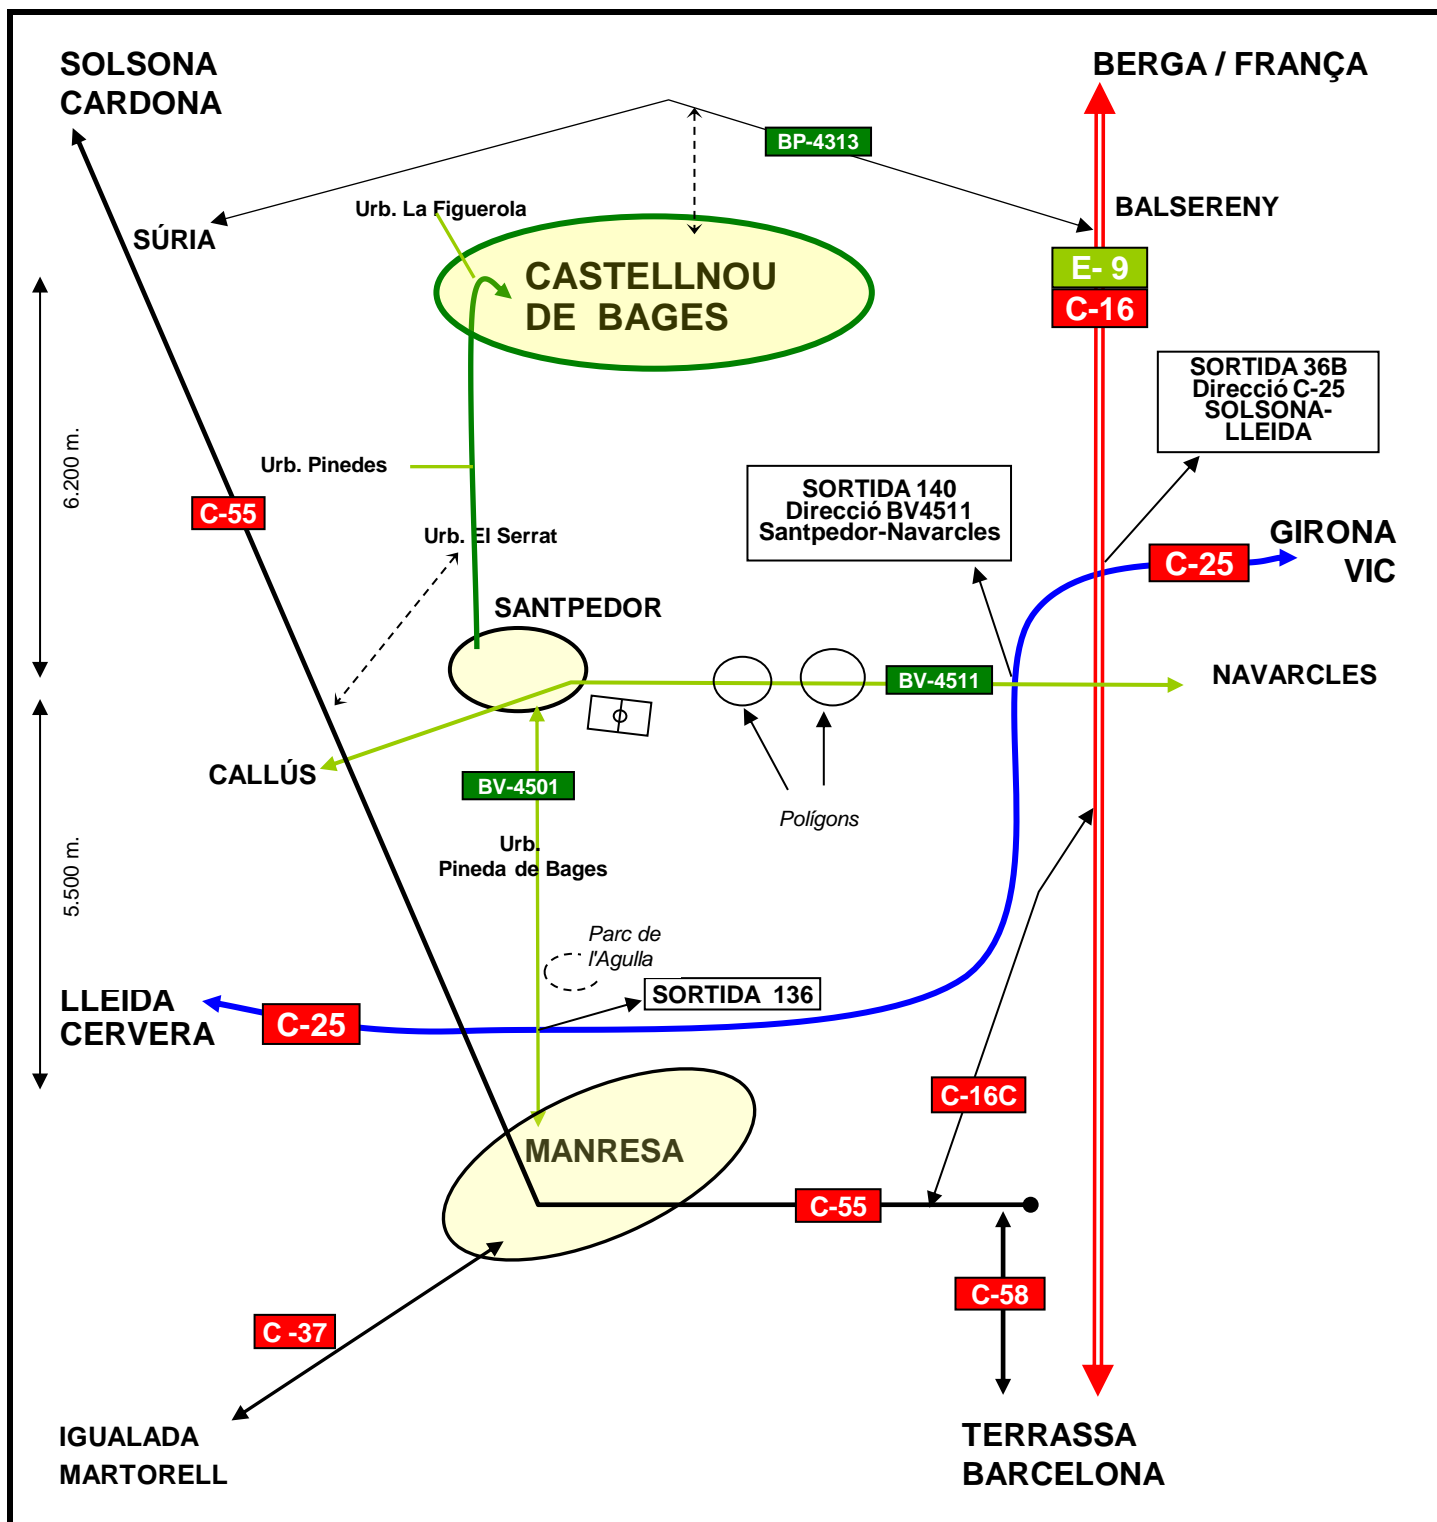 SOLSONA
CARDONA
BERGA / FRANÇA
BP-4313
Urb. La Figuerola
BALSERENY
SÚRIA
CASTELLNOU
DE BAGES
E- 9
C-16
SORTIDA 36B
Direcció C-25
SOLSONA-
LLEIDA
6.200 m.
Urb. Pinedes
C-55
SORTIDA 140
Direcció BV4511
Santpedor-Navarcles
Urb. El Serrat
GIRONA
VIC
C-25
SANTPEDOR
BV-4511
NAVARCLES
CALLÚS
BV-4501
Polígons
Urb.
Pineda de Bages
5.500 m.
Parc de
l'Agulla
SORTIDA 136
LLEIDA
CERVERA
C-25
C-16C
MANRESA
C-55
C-58
C -37
IGUALADA
MARTORELL
TERRASSA
BARCELONA